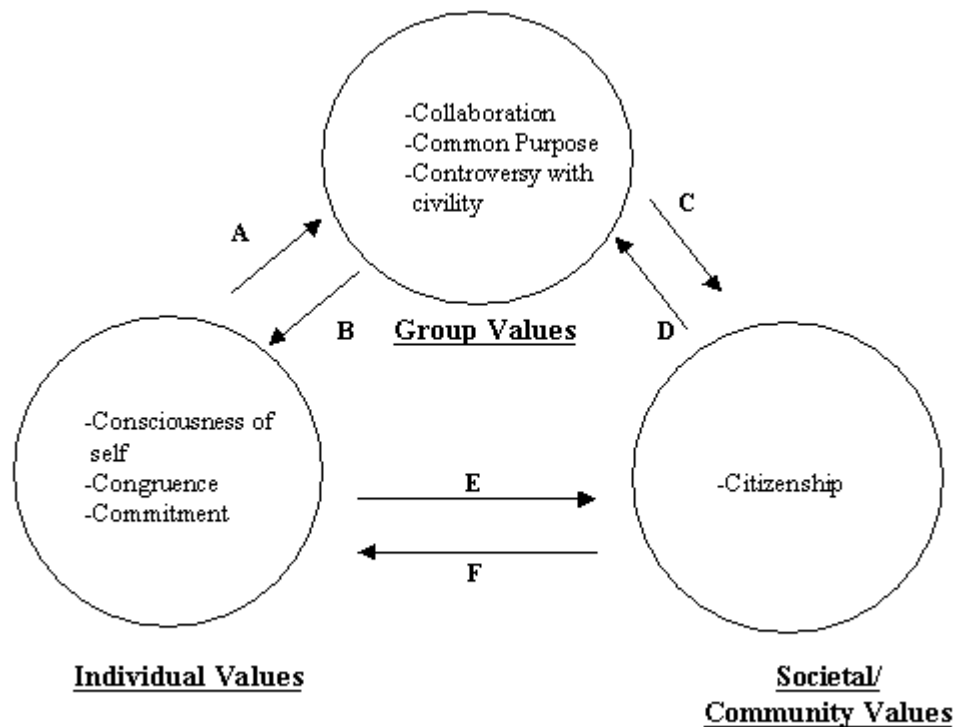 -Collaboration
-Common Purpose
-Controversy with
civility
A
C
B
Group Values
D
-Consciousness of
self
-Congruence
-Commitment
E
-Citizenship
F
Individual Values
Societal/
Community Values